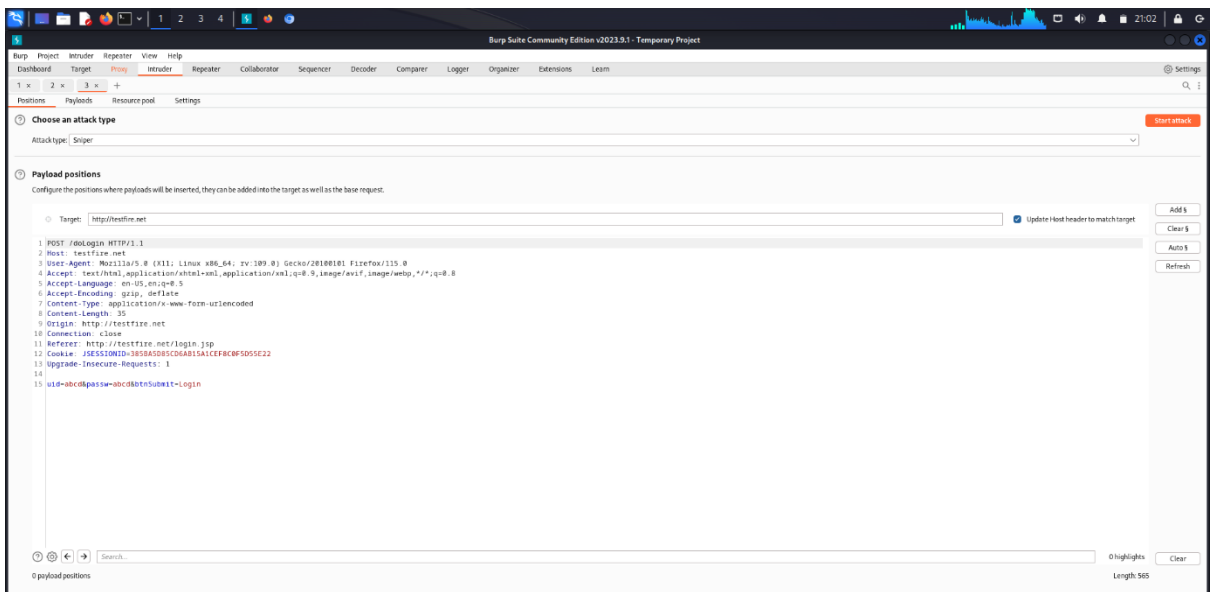 1 2 3 4 21:02
Burp Suite Community Edition v2023.9.1 - Temporary Project
Burp Project Intruder Repeater View Help
Dashboard Target Proxy Intruder Repeater Collaborator Sequencer Decoder Comparer Logger Organizer Extensions Learn Settings
1 × 2 × 3 × +
Positions Payloads Resource pool Settings
Choose an attack type Start attack
Attack type: Sniper
Payload positions
Configure the positions where payloads will be inserted, they can be added into the target as well as the base request.
Target: http://testfire.net Update Host header to match target Add §
Clear §
Auto §
Refresh
1 POST /doLogin HTTP/1.1
2 Host: testfire.net
3 User-Agent: Mozilla/5.0 (X11; Linux x86_64; rv:109.0) Gecko/20100101 Firefox/115.0
4 Accept: text/html,application/xhtml+xml,application/xml;q=0.9,image/avif,image/webp,*/*;q=0.8
5 Accept-Language: en-US,en;q=0.5
6 Accept-Encoding: gzip, deflate
7 Content-Type: application/x-www-form-urlencoded
8 Content-Length: 35
9 Origin: http://testfire.net
10 Connection: close
11 Referer: http://testfire.net/login.jsp
12 Cookie: JSESSIONID=
13 Upgrade-Insecure-Requests: 1
14
15 uid=abcd&passw=abcd&btnSubmit=Login
Search... 0 highlights Clear
0 payload positions Length: 565